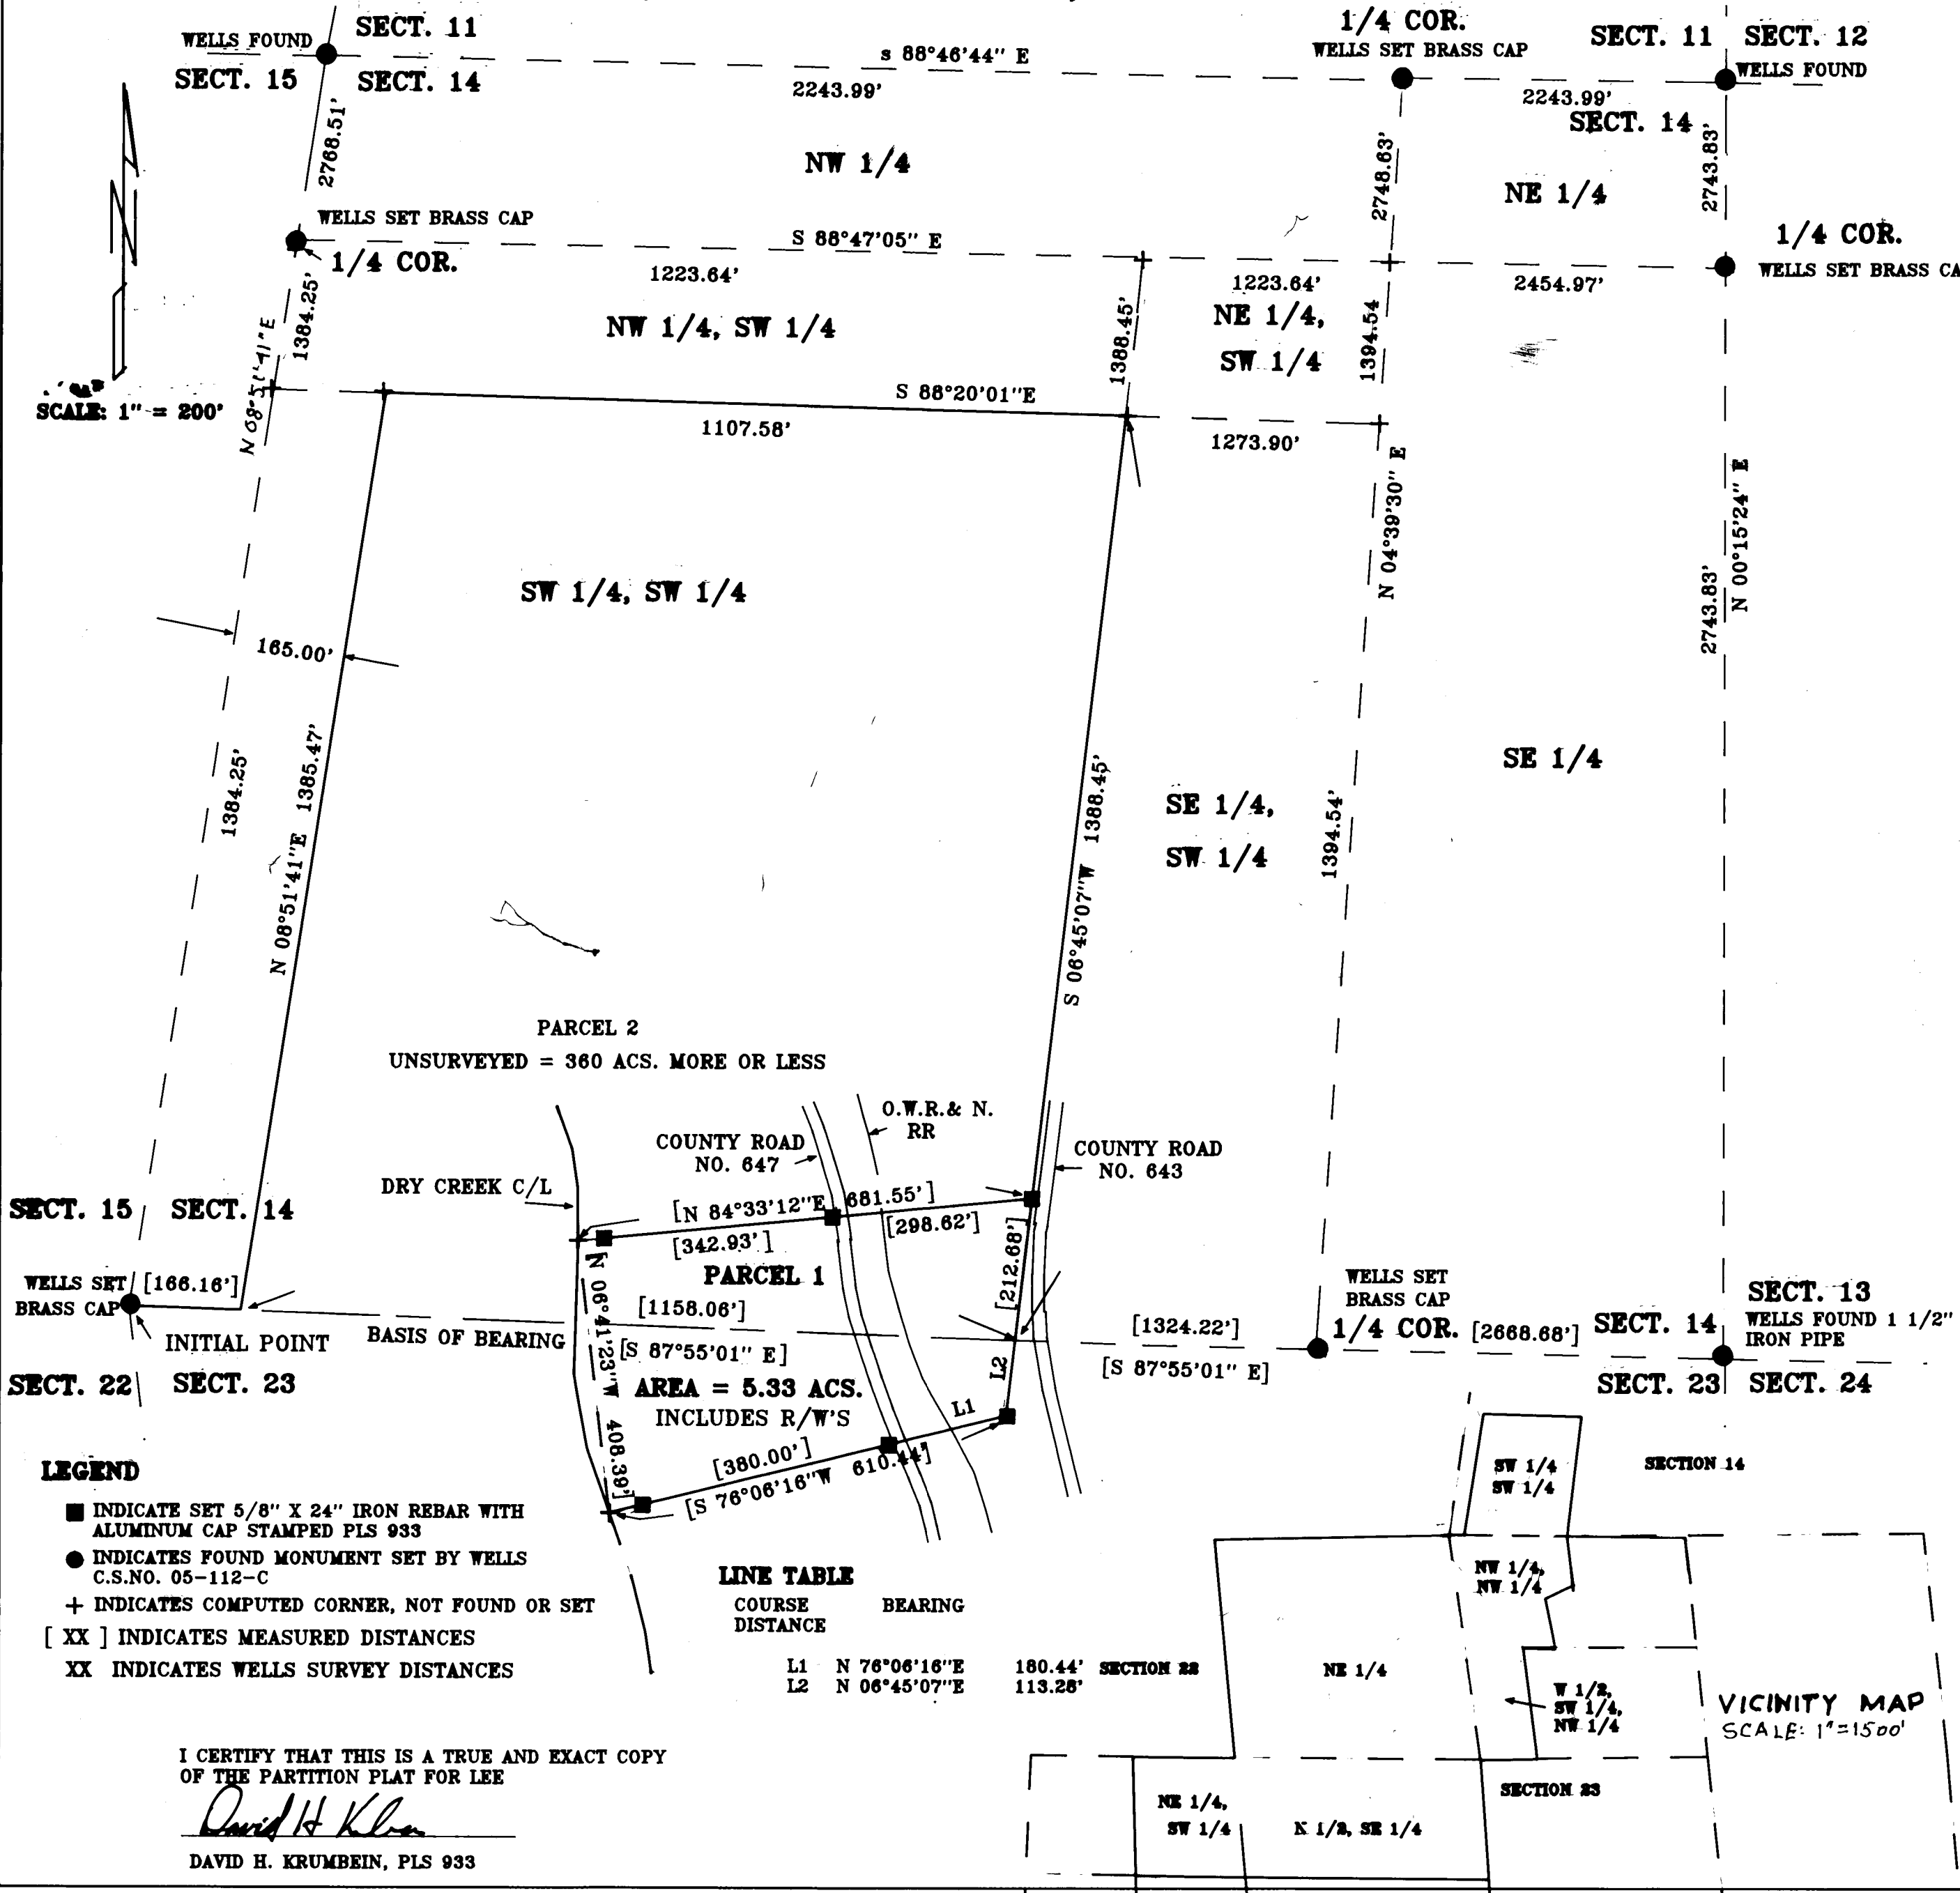 SECT. 11
WELLS FOUND
SECT. 15
SECT. 14
s 88°46'44" E
2243.99'
1/4 COR.
WELLS SET BRASS CAP
SECT. 11
SECT. 12
WELLS FOUND
2243.99'
SECT. 14
2768.51'
NW 1/4
2748.63'
NE 1/4
2743.83'
WELLS SET BRASS CAP
1/4 COR.
S 88°47'05" E
1223.64'
1223.64'
2454.97'
1/4 COR.
WELLS SET BRASS CA
1384.25'
NW 1/4, SW 1/4
1388.45'
NE 1/4,
SW 1/4
1394.54
SCALE: 1" = 200'
S 88°20'01"E
1107.58'
1273.90'
N 04°39'30" E
N 00°15'24" E
2743.83'
SW 1/4, SW 1/4
165.00'
1384.25'
N 08°51'41"E 1385.47'
S 06°45'07"W 1388.45'
SE 1/4,
SW 1/4
1394.54'
SE 1/4
PARCEL 2
UNSURVEYED = 360 ACS. MORE OR LESS
O.W.R.& N.
RR
COUNTY ROAD
NO. 647
COUNTY ROAD
NO. 643
DRY CREEK C/L
SECT. 15
SECT. 14
[N 84°33'12"E 681.55']
[342.93']
[298.62']
[212.68']
PARCEL 1
[N 06°41'23"W 408.39']
WELLS SET
BRASS CAP
[166.16']
INITIAL POINT
BASIS OF BEARING
[1158.06']
[S 87°55'01" E]
[1324.22']
[S 87°55'01" E]
WELLS SET
BRASS CAP
1/4 COR.
[2668.68']
SECT. 14
SECT. 13
WELLS FOUND 1 1/2"
IRON PIPE
SECT. 22
SECT. 23
SECT. 23
SECT. 24
AREA = 5.33 ACS.
INCLUDES R/W'S
L1
L2
[380.00']
[S 76°06'16"W 610.44']
LEGEND
INDICATE SET 5/8" X 24" IRON REBAR WITH
ALUMINUM CAP STAMPED PLS 933
INDICATES FOUND MONUMENT SET BY WELLS
C.S.NO. 05-112-C
+ INDICATES COMPUTED CORNER, NOT FOUND OR SET
[ XX ] INDICATES MEASURED DISTANCES
XX INDICATES WELLS SURVEY DISTANCES
LINE TABLE
COURSE BEARING
DISTANCE
L1 N 76°06'16"E 180.44'
L2 N 06°45'07"E 113.28'
I CERTIFY THAT THIS IS A TRUE AND EXACT COPY
OF THE PARTITION PLAT FOR LEE
DAVID H. KRUMBEIN, PLS 933
SW 1/4
SW 1/4
SECTION 14
NW 1/4,
NW 1/4
SECTION 22
NE 1/4
W 1/2,
SW 1/4,
NW 1/4
VICINITY MAP
SCALE: 1"=1500'
SECTION 23
NE 1/4,
SW 1/4
N 1/2, SE 1/4